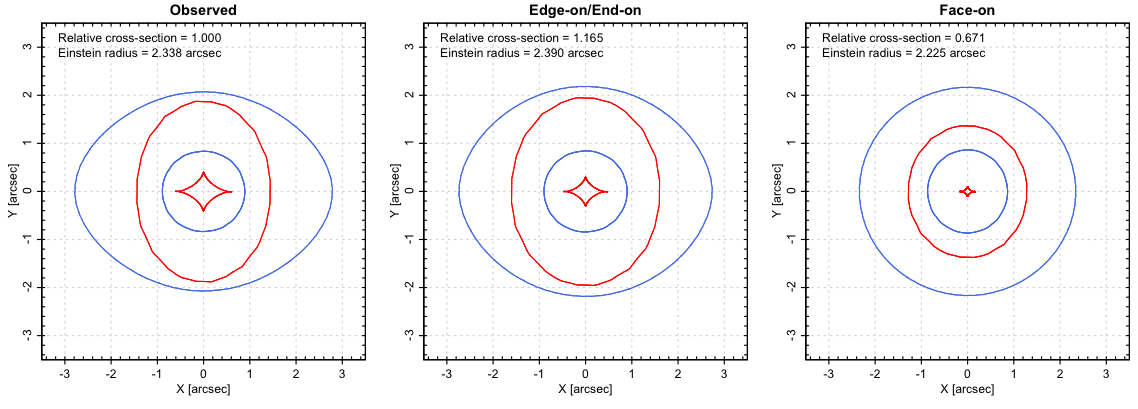 Observed
Relative cross-section = 1.000
Einstein radius = 2.338 arcsec
3
2
1
0
-1
-2
-3
Y [arcsec]
-3 -2 -1 0 1 2 3
X [arcsec]
Edge-on/End-on
Relative cross-section = 1.165
Einstein radius = 2.390 arcsec
3
2
1
0
-1
-2
-3
Y [arcsec]
-3 -2 -1 0 1 2 3
X [arcsec]
Face-on
Relative cross-section = 0.671
Einstein radius = 2.225 arcsec
3
2
1
0
-1
-2
-3
Y [arcsec]
-3 -2 -1 0 1 2 3
X [arcsec]